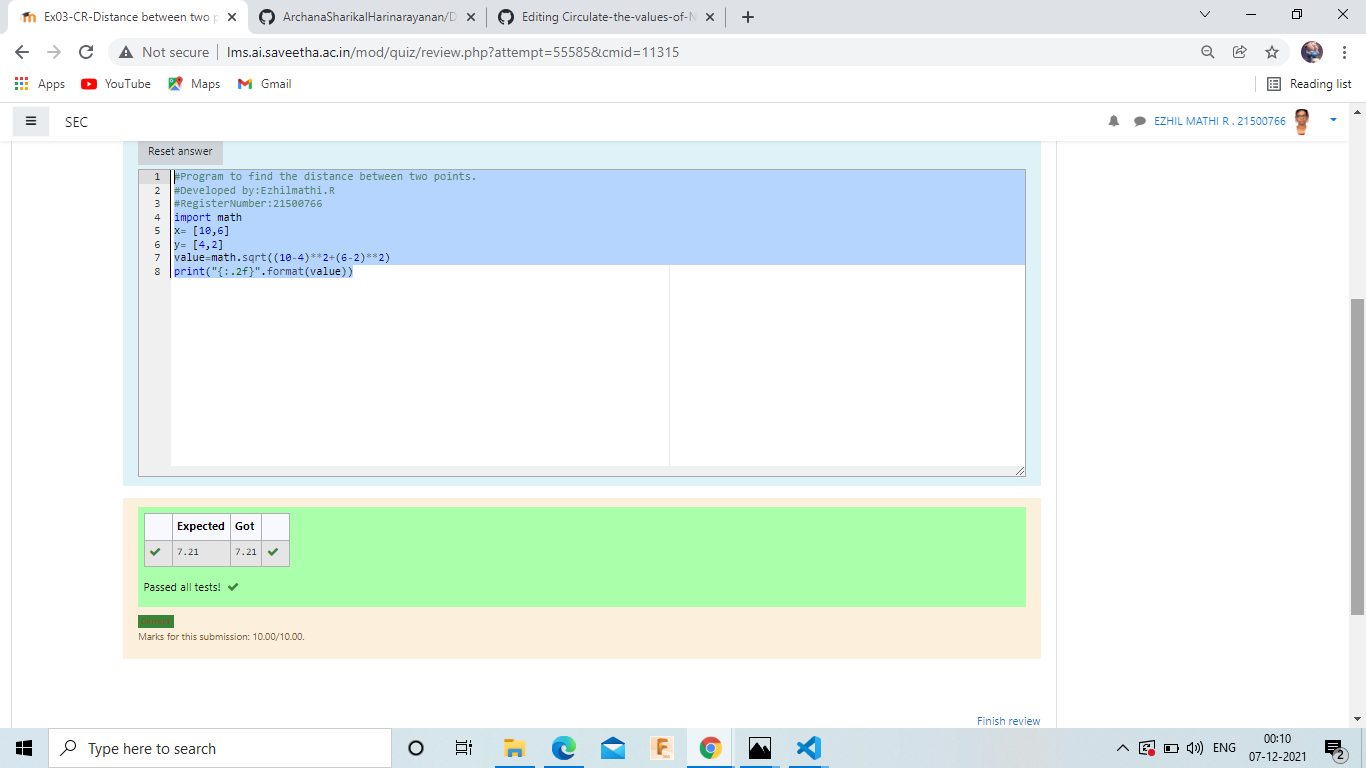 Ex03-CR-Distance between two p
ArchanaSharikalHarinarayanan/D
Editing Circulate-the-values-of-N
Not secure
lms.ai.saveetha.ac.in/mod/quiz/review.php?attempt=55585&cmid=11315
Apps
YouTube
Maps
Gmail
Reading list
SEC
EZHIL MATHI R . 21500766
Reset answer
1 #Program to find the distance between two points.
2 #Developed by:Ezhilmathi.R
3 #RegisterNumber:21500766
4 import math
5 x= [10,6]
6 y= [4,2]
7 value=math.sqrt((10-4)**2+(6-2)**2)
8 print("{:.2f}".format(value))
Expected Got
7.21 7.21
Passed all tests!
Marks for this submission: 10.00/10.00.
Finish review
Type here to search
ENG
00:10
07-12-2021
2